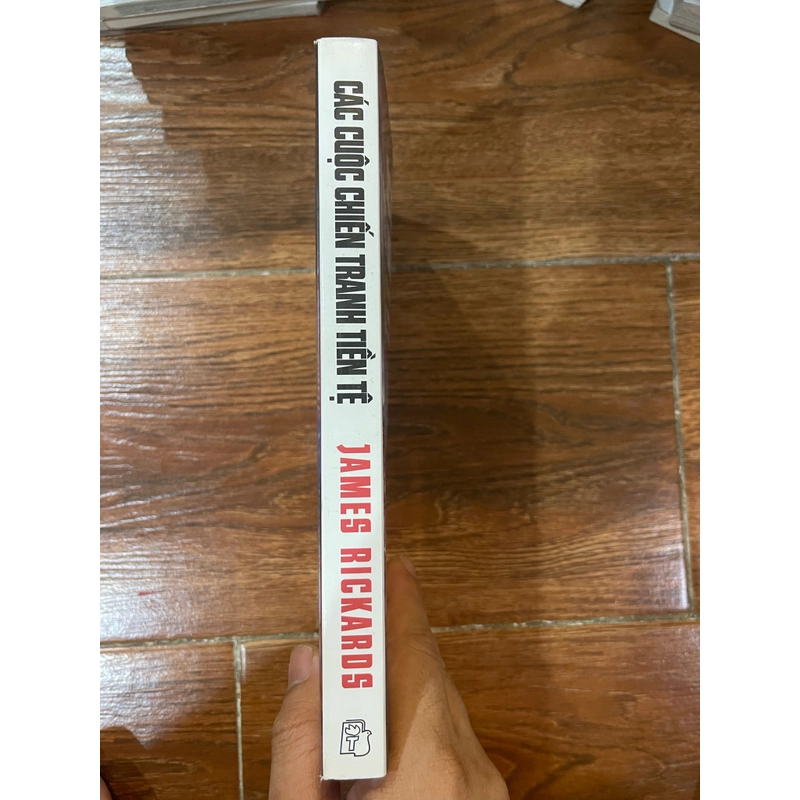 CÁC CUỘC CHIẾN TRANH TIỀN TỆ
JAMES RICKARDS